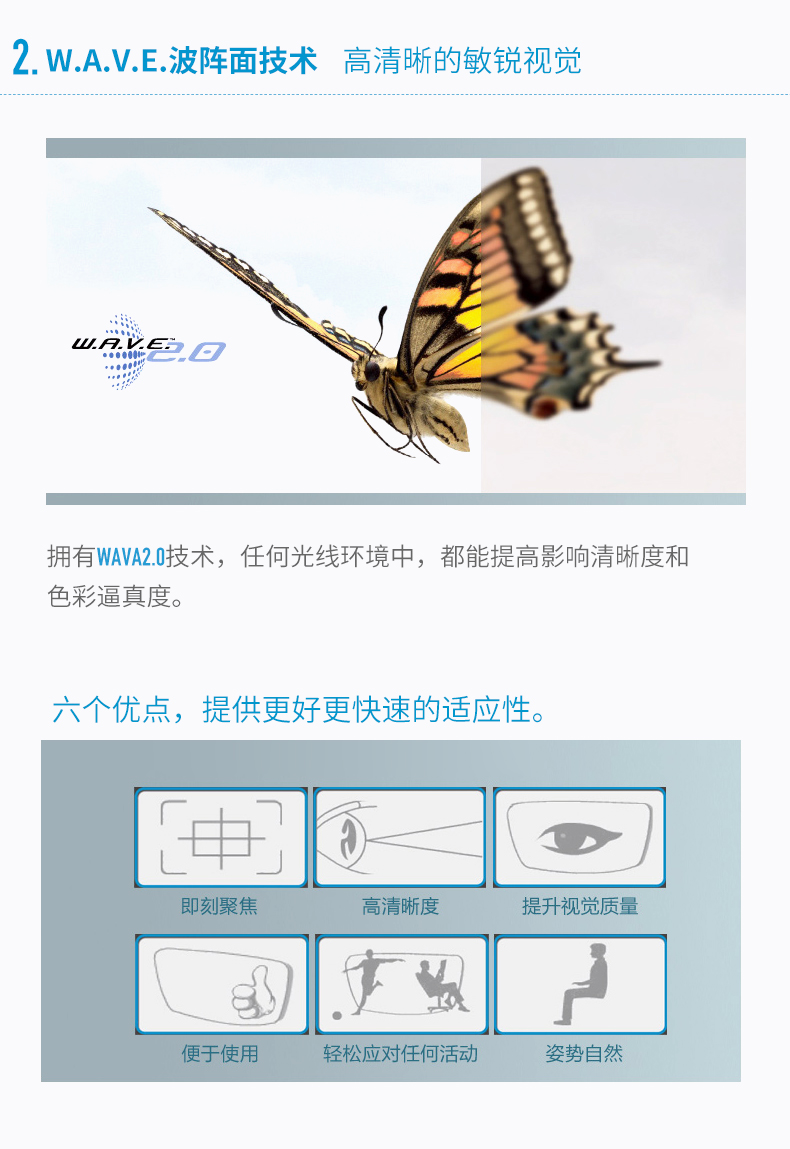 2. W.A.V.E.波阵面技术 高清晰的敏锐视觉
W.A.V.E.™ 2.0
拥有WAVA2.0技术，任何光线环境中，都能提高影响清晰度和
色彩逼真度。
六个优点，提供更好更快速的适应性。
即刻聚焦 高清晰度 提升视觉质量
便于使用 轻松应对任何活动 姿势自然